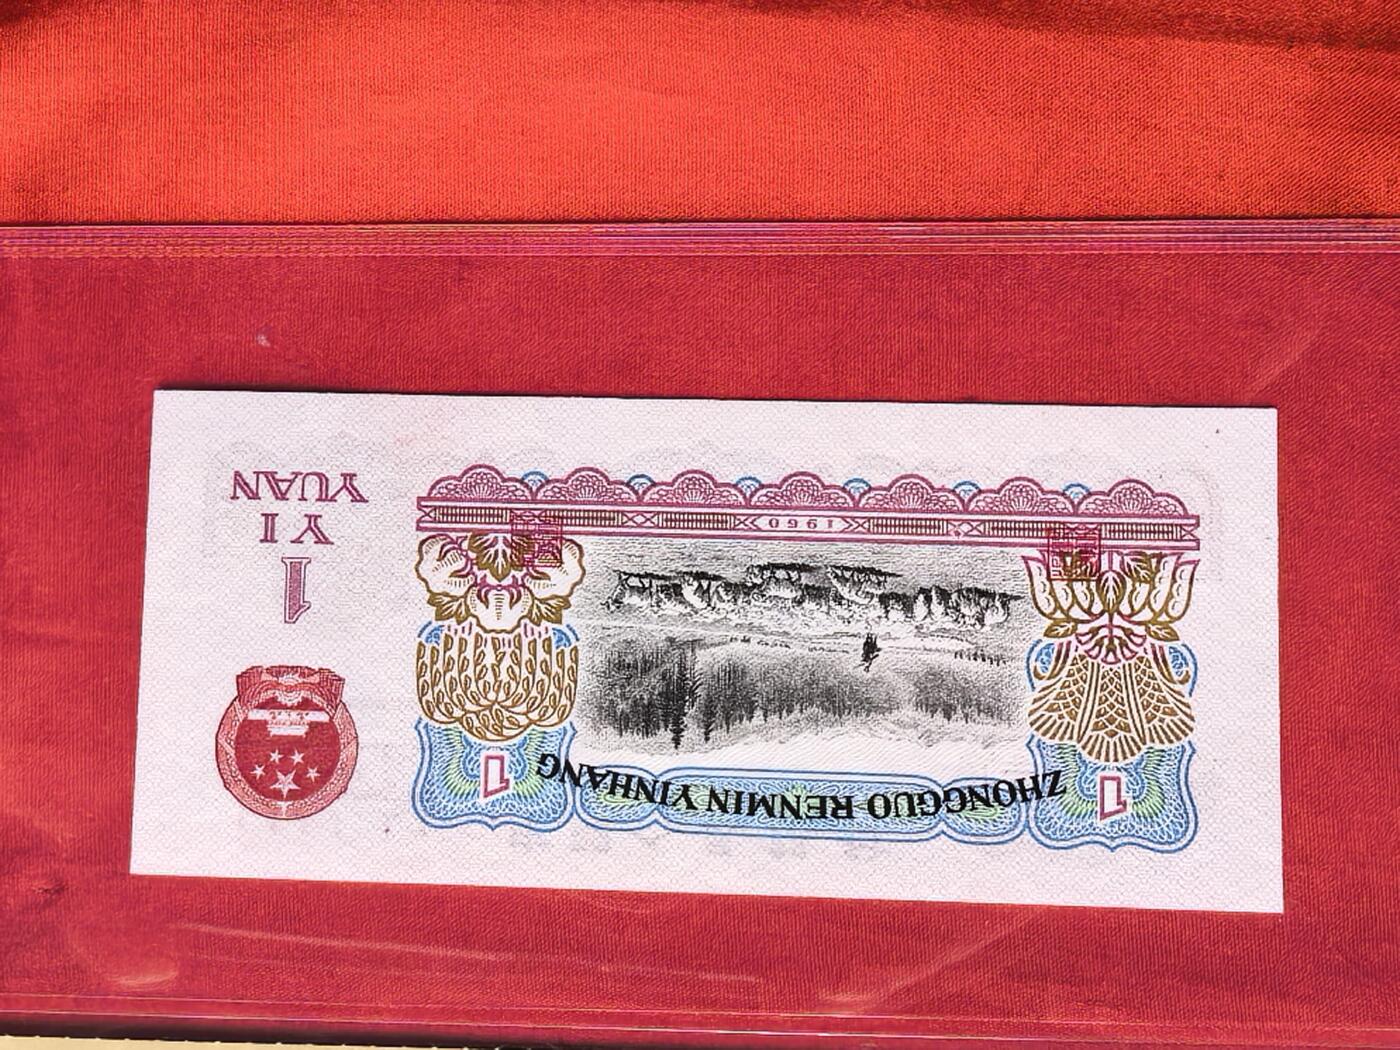 ZHONGGUO RENMIN YINHANG
1
1
1
YI
YUAN
1960